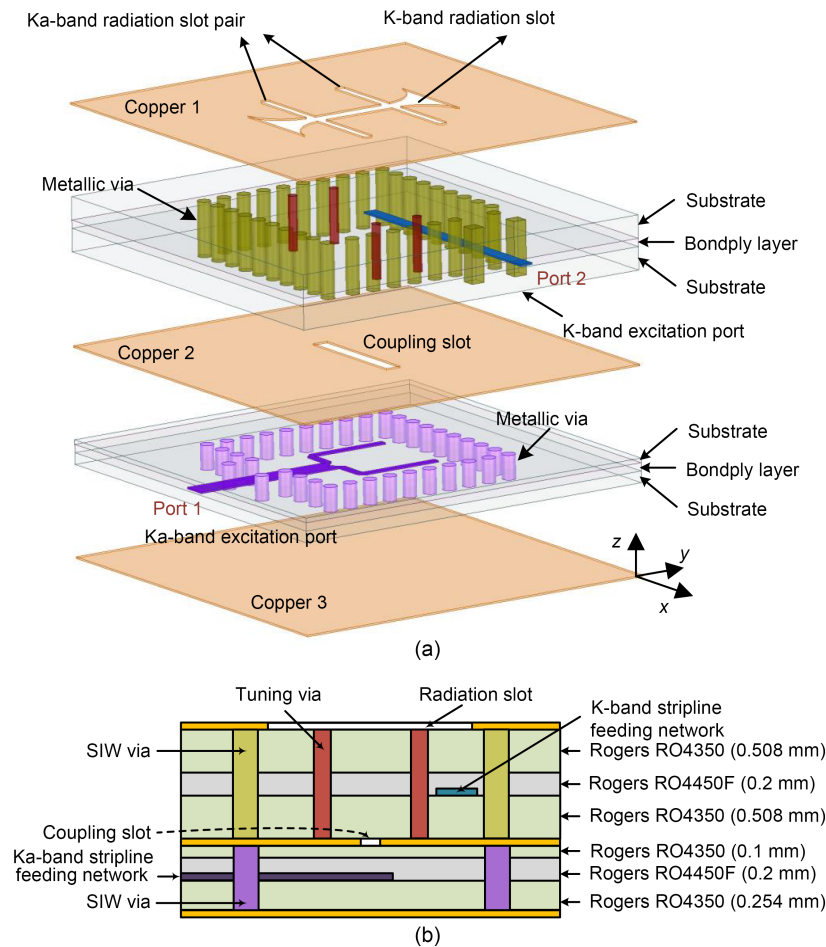 Ka-band radiation slot pair
K-band radiation slot
Copper 1
Metallic via
Substrate
Bondply layer
Substrate
Port 2
K-band excitation port
Copper 2
Coupling slot
Metallic via
Substrate
Bondply layer
Substrate
Port 1
Ka-band excitation port
Copper 3
z
y
x
(a)
Tuning via
Radiation slot
K-band stripline
feeding network
SIW via
Rogers RO4350 (0.508 mm)
Rogers RO4450F (0.2 mm)
Rogers RO4350 (0.508 mm)
Coupling slot
Rogers RO4350 (0.1 mm)
Ka-band stripline
feeding network
Rogers RO4450F (0.2 mm)
SIW via
Rogers RO4350 (0.254 mm)
(b)